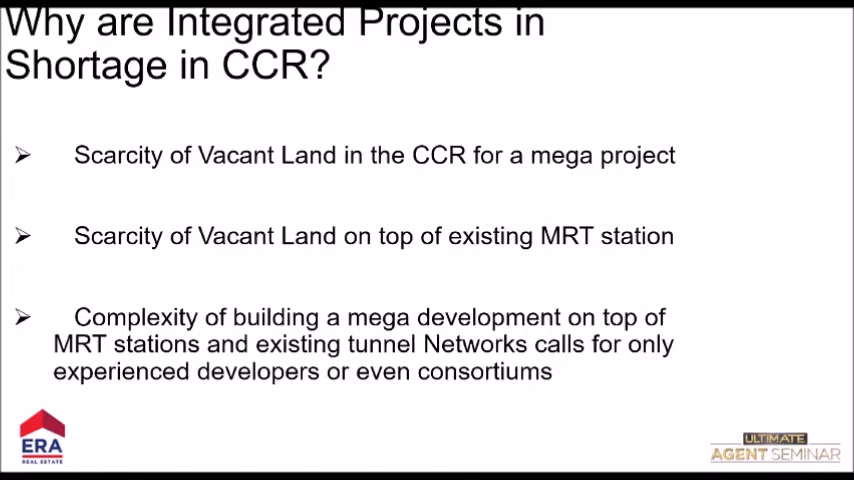 Why are Integrated Projects in
Shortage in CCR?
➢ Scarcity of Vacant Land in the CCR for a mega project
➢ Scarcity of Vacant Land on top of existing MRT station
➢ Complexity of building a mega development on top of
MRT stations and existing tunnel Networks calls for only
experienced developers or even consortiums
ERA
REAL ESTATE
ULTIMATE
AGENT SEMINAR